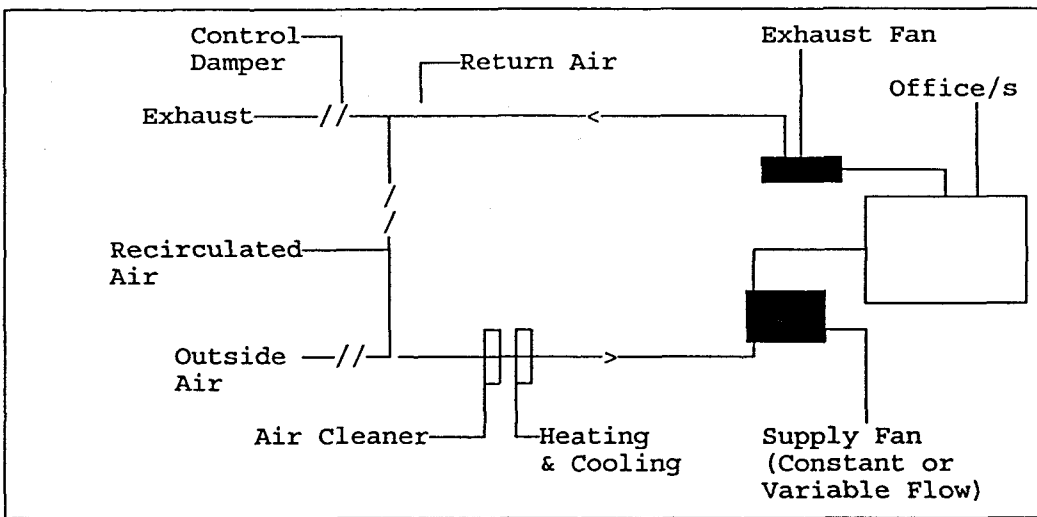 Control
Damper
Exhaust Fan
Return Air
Office/s
Exhaust
Recirculated
Air
Outside
Air
Air Cleaner
Heating
& Cooling
Supply Fan
(Constant or
Variable Flow)